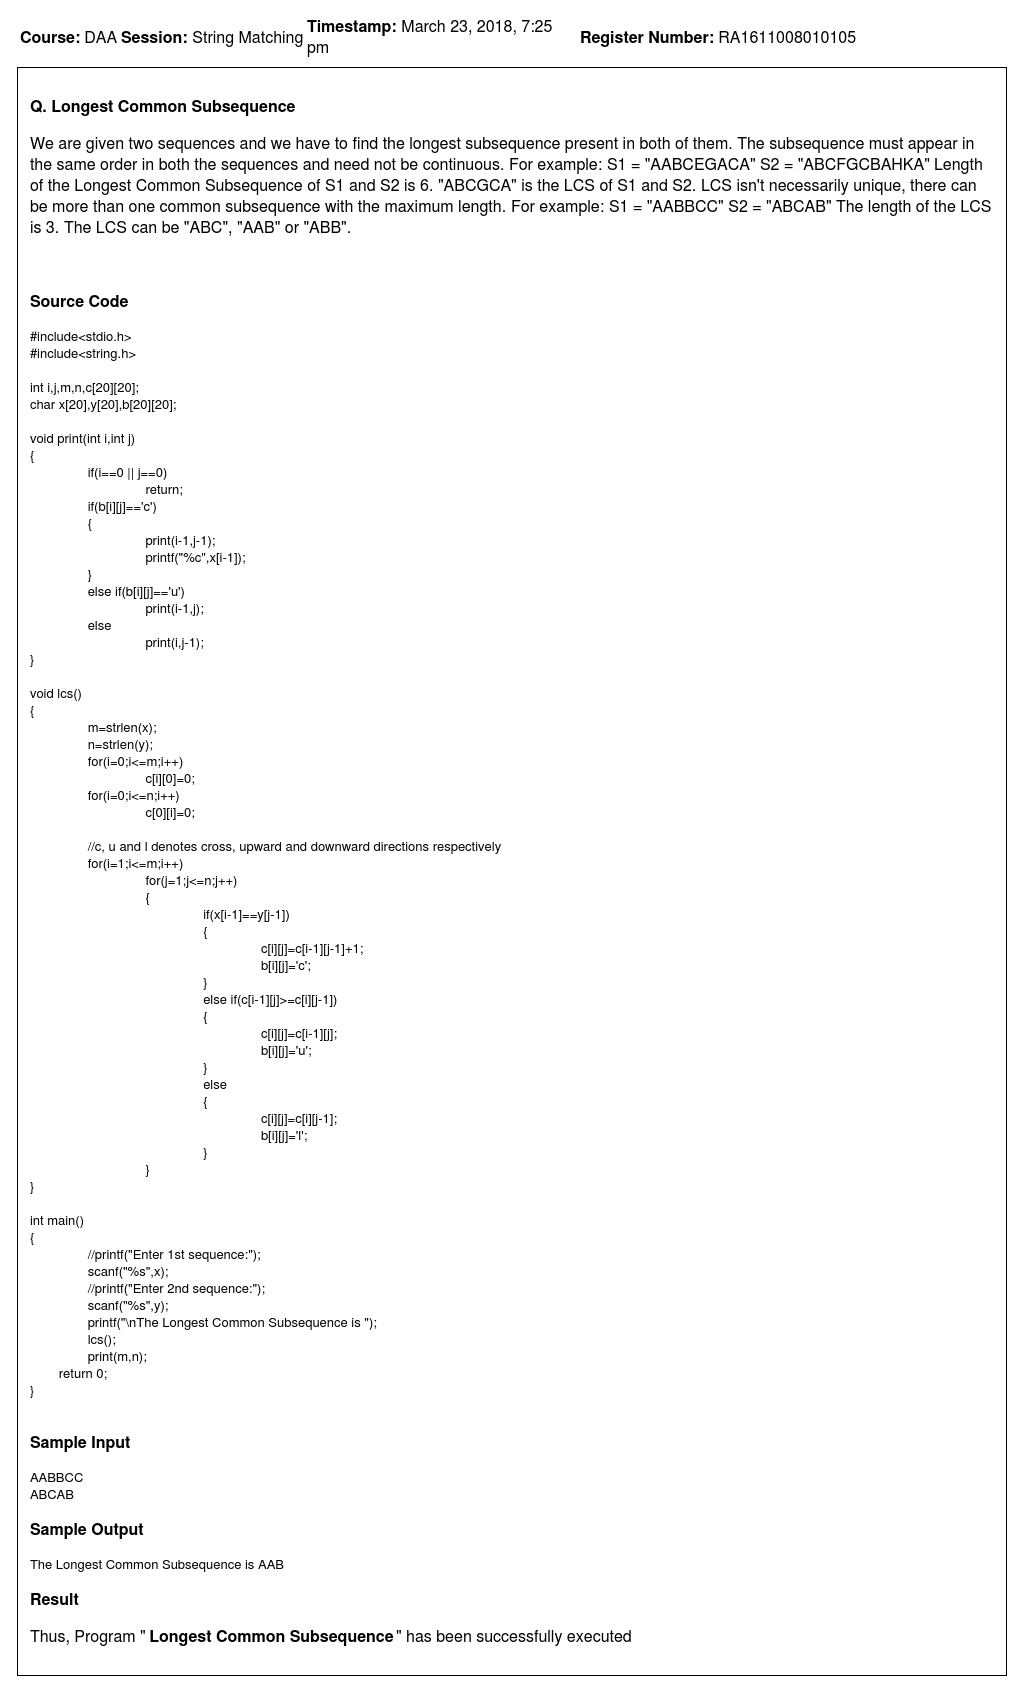 Course: DAA Session: String Matching Timestamp: March 23, 2018, 7:25 pm Register Number: RA1611008010105
Q. Longest Common Subsequence
We are given two sequences and we have to find the longest subsequence present in both of them. The subsequence must appear in
the same order in both the sequences and need not be continuous. For example: S1 = "AABCEGACA" S2 = "ABCFGCBAHKA" Length
of the Longest Common Subsequence of S1 and S2 is 6. "ABCGCA" is the LCS of S1 and S2. LCS isn't necessarily unique, there can
be more than one common subsequence with the maximum length. For example: S1 = "AABBCC" S2 = "ABCAB" The length of the LCS
is 3. The LCS can be "ABC", "AAB" or "ABB".
Source Code
#include<stdio.h>
#include<string.h>
int i,j,m,n,c[20][20];
char x[20],y[20],b[20][20];
void print(int i,int j)
{
if(i==0 || j==0)
return;
if(b[i][j]=='c')
{
print(i-1,j-1);
printf("%c",x[i-1]);
}
else if(b[i][j]=='u')
print(i-1,j);
else
print(i,j-1);
}
void lcs()
{
m=strlen(x);
n=strlen(y);
for(i=0;i<=m;i++)
c[i][0]=0;
for(i=0;i<=n;i++)
c[0][i]=0;
//c, u and l denotes cross, upward and downward directions respectively
for(i=1;i<=m;i++)
for(j=1;j<=n;j++)
{
if(x[i-1]==y[j-1])
{
c[i][j]=c[i-1][j-1]+1;
b[i][j]='c';
}
else if(c[i-1][j]>=c[i][j-1])
{
c[i][j]=c[i-1][j];
b[i][j]='u';
}
else
{
c[i][j]=c[i][j-1];
b[i][j]='l';
}
}
}
int main()
{
//printf("Enter 1st sequence:");
scanf("%s",x);
//printf("Enter 2nd sequence:");
scanf("%s",y);
printf("\nThe Longest Common Subsequence is ");
lcs();
print(m,n);
return 0;
}
Sample Input
AABBCC
ABCAB
Sample Output
The Longest Common Subsequence is AAB
Result
Thus, Program " Longest Common Subsequence " has been successfully executed